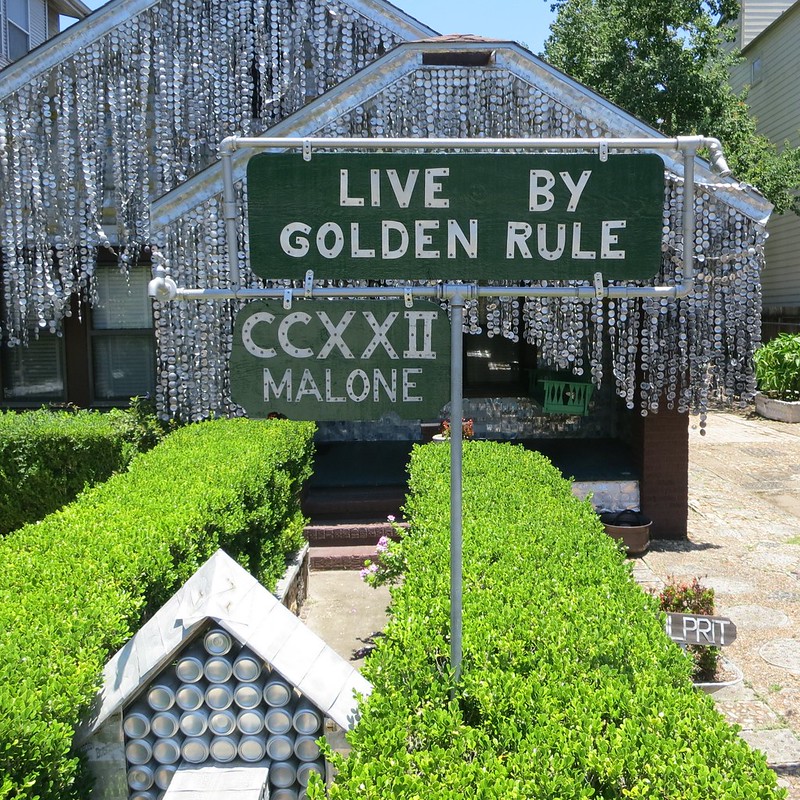 LIVE BY
GOLDEN RULE
CCXXII
MALONE
LPRIT